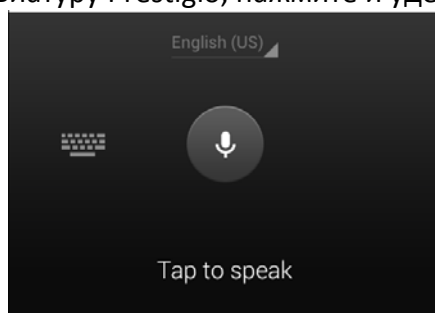 Prestigio, нажмите и
English (US)
Tap to speak